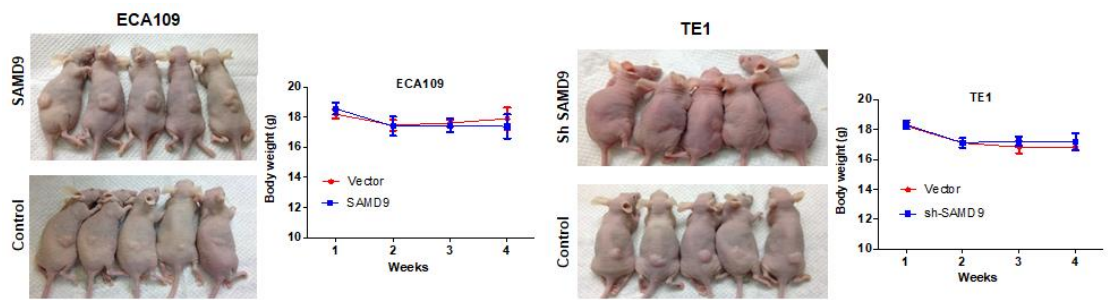 ECA109
SAMD9
Control
ECA109
Body weight (g)
20
18
16
14
12
10
Vector
SAMD9
1 2 3 4
Weeks
TE1
Sh SAMD9
Control
TE1
Body weight (g)
20
18
16
14
12
10
Vector
sh-SAMD9
1 2 3 4
Weeks